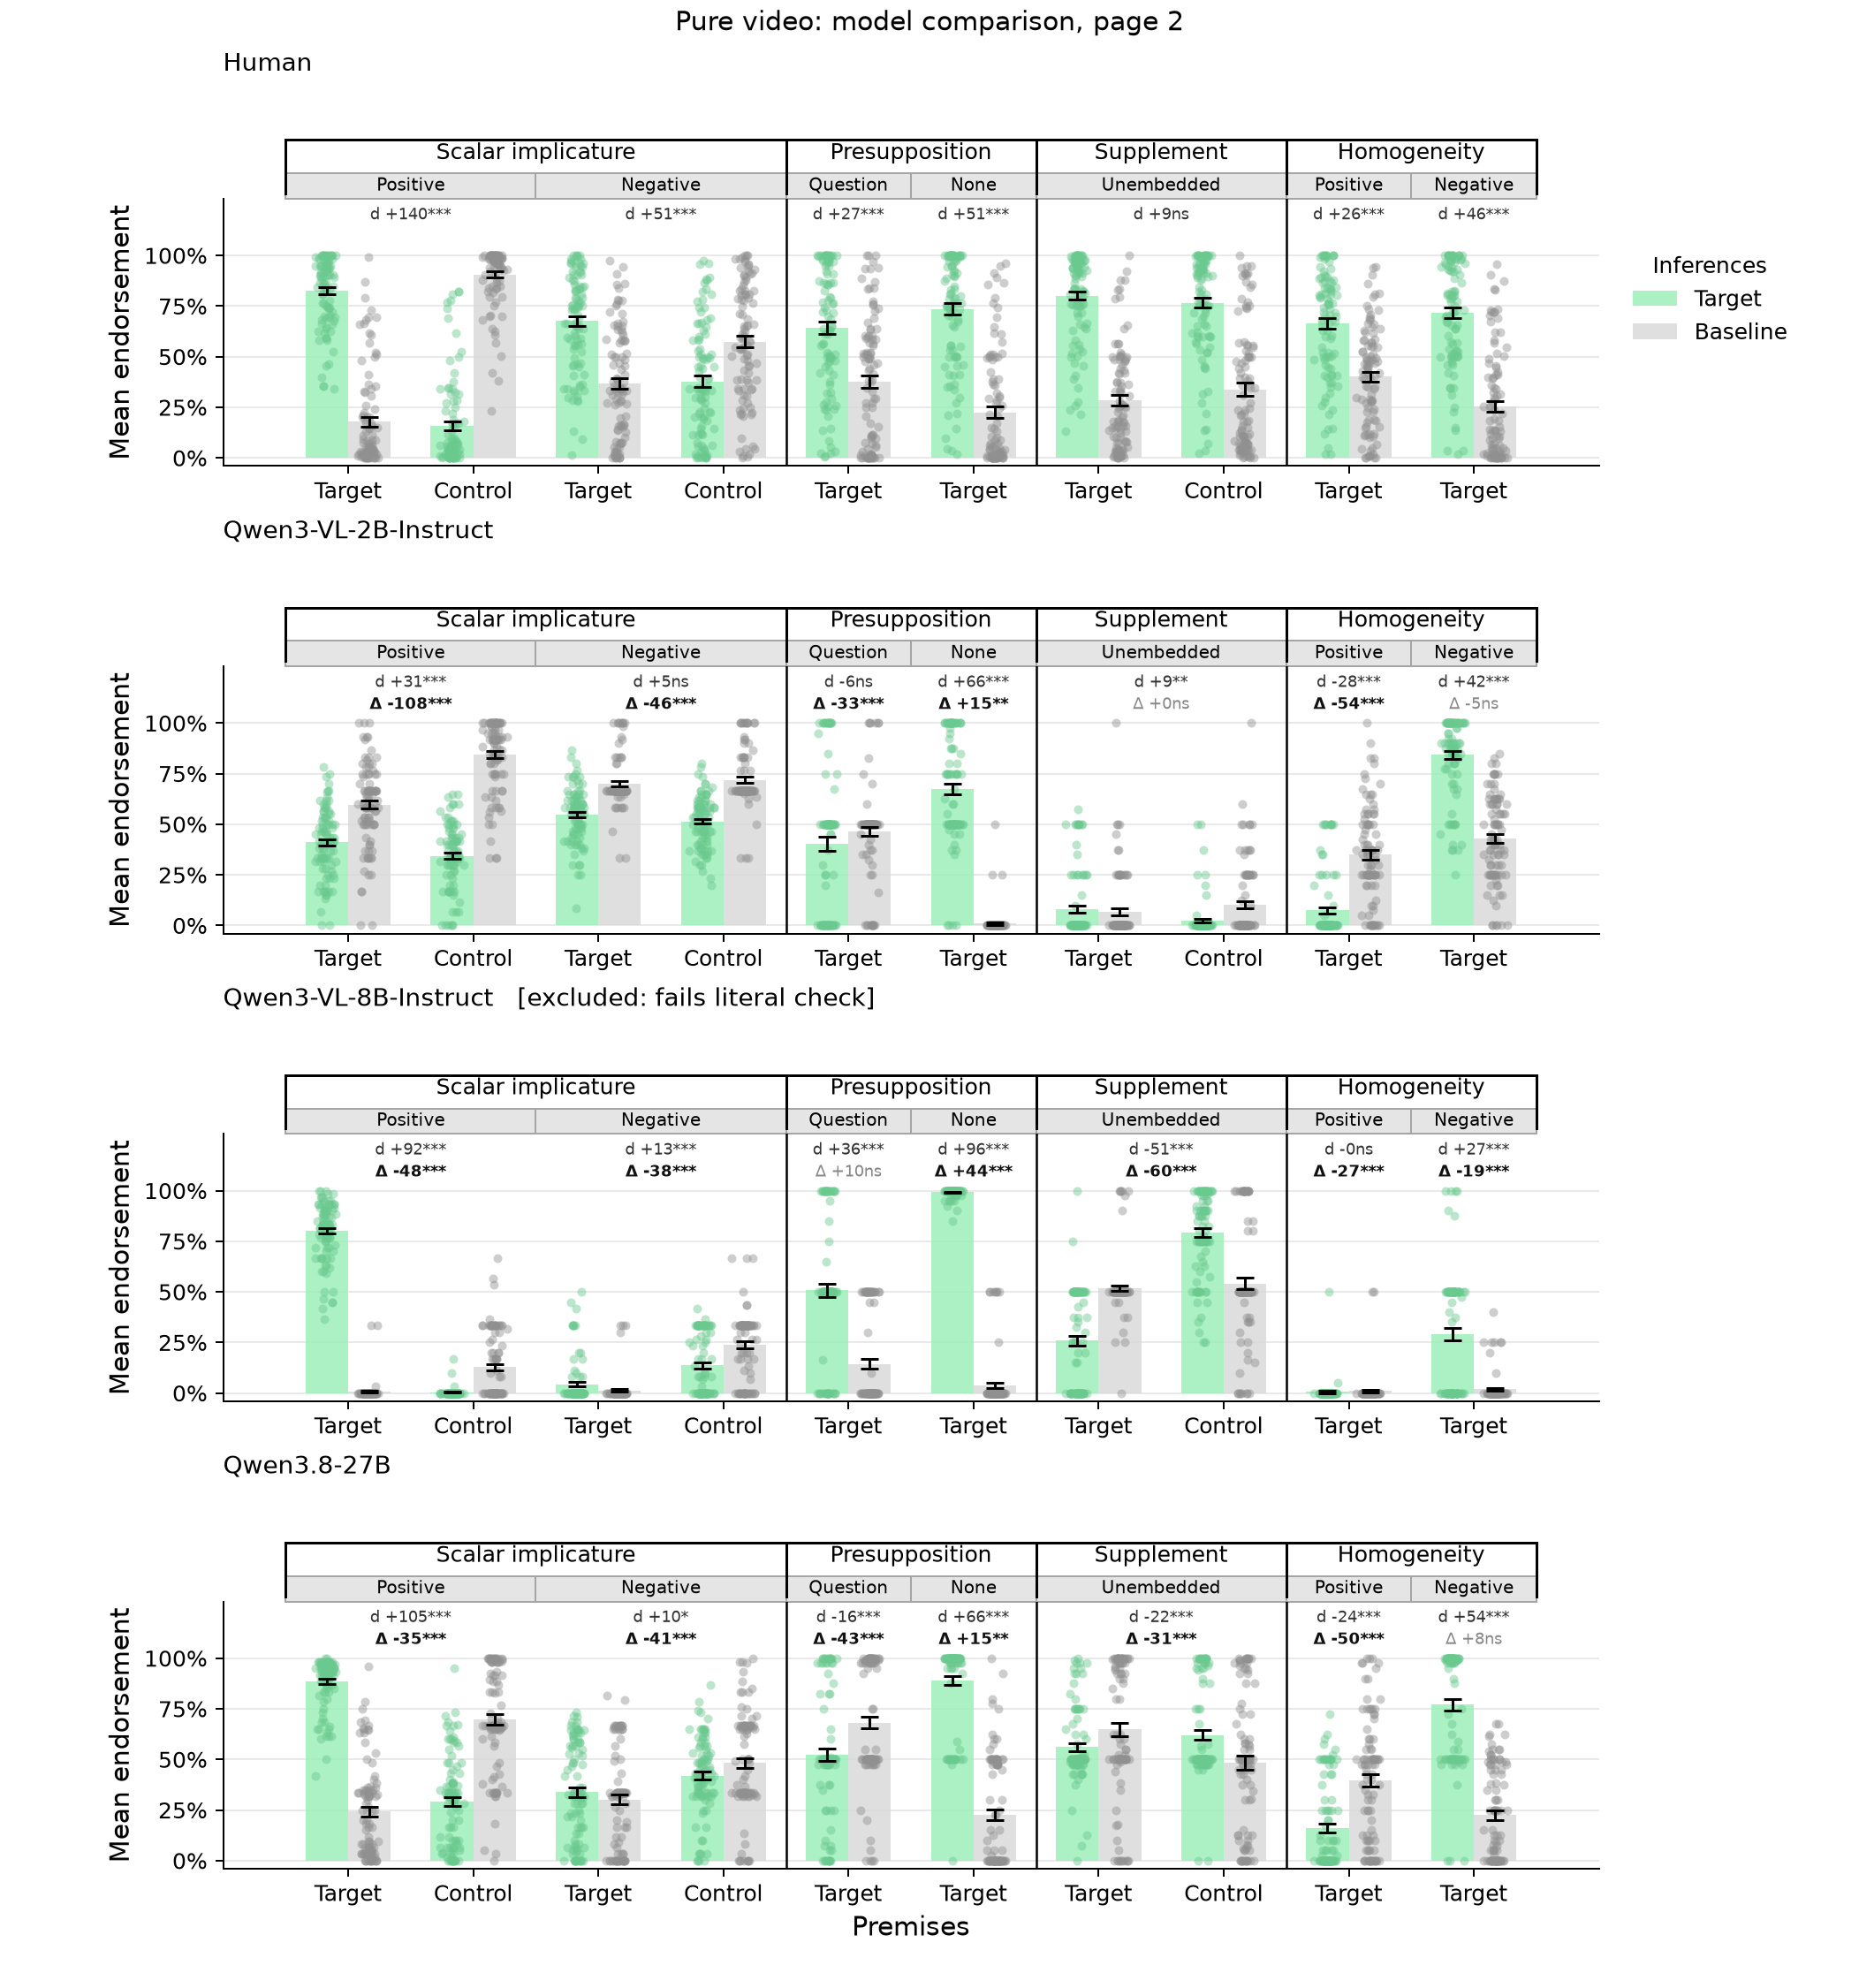 Pure video: model comparison, page 2
Human
Scalar implicature Presupposition Supplement Homogeneity
Positive Negative Question None Unembedded Positive Negative
d +140*** d +51*** d +27*** d +51*** d +9ns d +26*** d +46***
Mean endorsement
100%
75%
50%
25%
0%
Target Control Target Control Target Target Target Control Target Target
Inferences
Target
Baseline
Qwen3-VL-2B-Instruct
Scalar implicature Presupposition Supplement Homogeneity
Positive Negative Question None Unembedded Positive Negative
d +31*** d +5ns d -6ns d +66*** d +9** d -28*** d +42***
Δ -108*** Δ -46*** Δ -33*** Δ +15** Δ +0ns Δ -54*** Δ -5ns
Mean endorsement
100%
75%
50%
25%
0%
Target Control Target Control Target Target Target Control Target Target
Qwen3-VL-8B-Instruct [excluded: fails literal check]
Scalar implicature Presupposition Supplement Homogeneity
Positive Negative Question None Unembedded Positive Negative
d +92*** d +13*** d +36*** d +96*** d -51*** d -0ns d +27***
Δ -48*** Δ -38*** Δ +10ns Δ +44*** Δ -60*** Δ -27*** Δ -19***
Mean endorsement
100%
75%
50%
25%
0%
Target Control Target Control Target Target Target Control Target Target
Qwen3.8-27B
Scalar implicature Presupposition Supplement Homogeneity
Positive Negative Question None Unembedded Positive Negative
d +105*** d +10* d -16*** d +66*** d -22*** d -24*** d +54***
Δ -35*** Δ -41*** Δ -43*** Δ +15** Δ -31*** Δ -50*** Δ +8ns
Mean endorsement
100%
75%
50%
25%
0%
Target Control Target Control Target Target Target Control Target Target
Premises